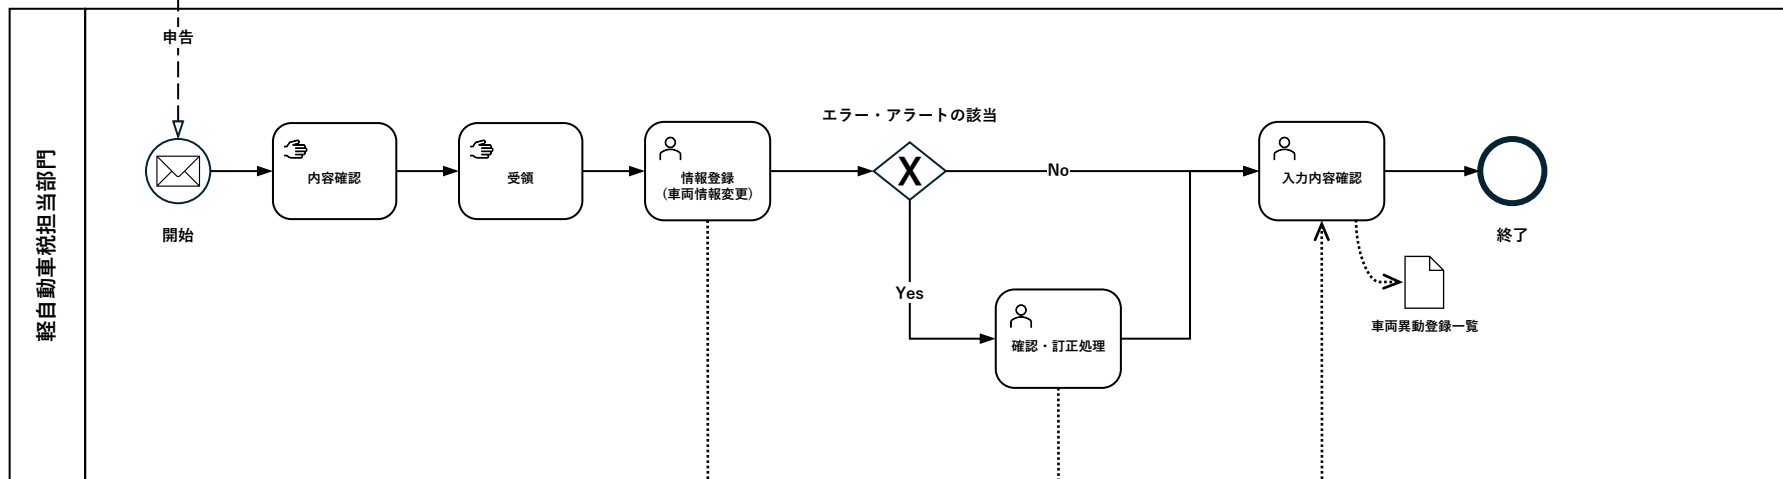 申告
軽自動車税担当部門
開始
内容確認
受領
情報登録
(車両情報変更)
エラー・アラートの該当
X
No
Yes
確認・訂正処理
入力内容確認
車両異動登録一覧
終了